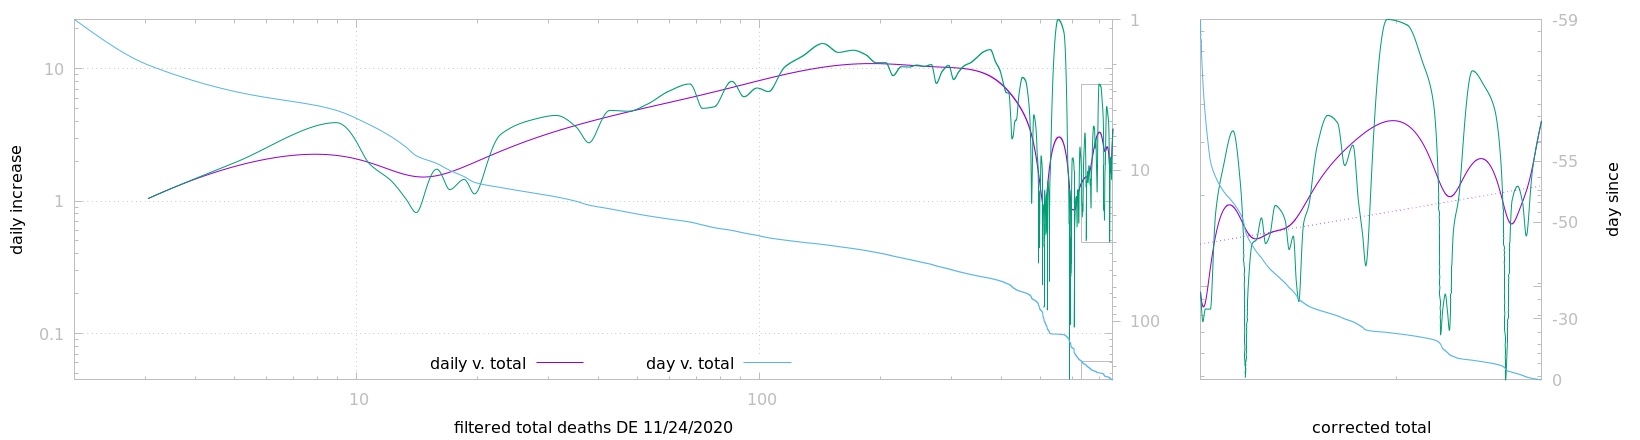 daily increase
10
1
0.1
daily v. total
day v. total
10
100
filtered total deaths DE 11/24/2020
1
10
100
-59
-55
-50
-30
0
day since
corrected total